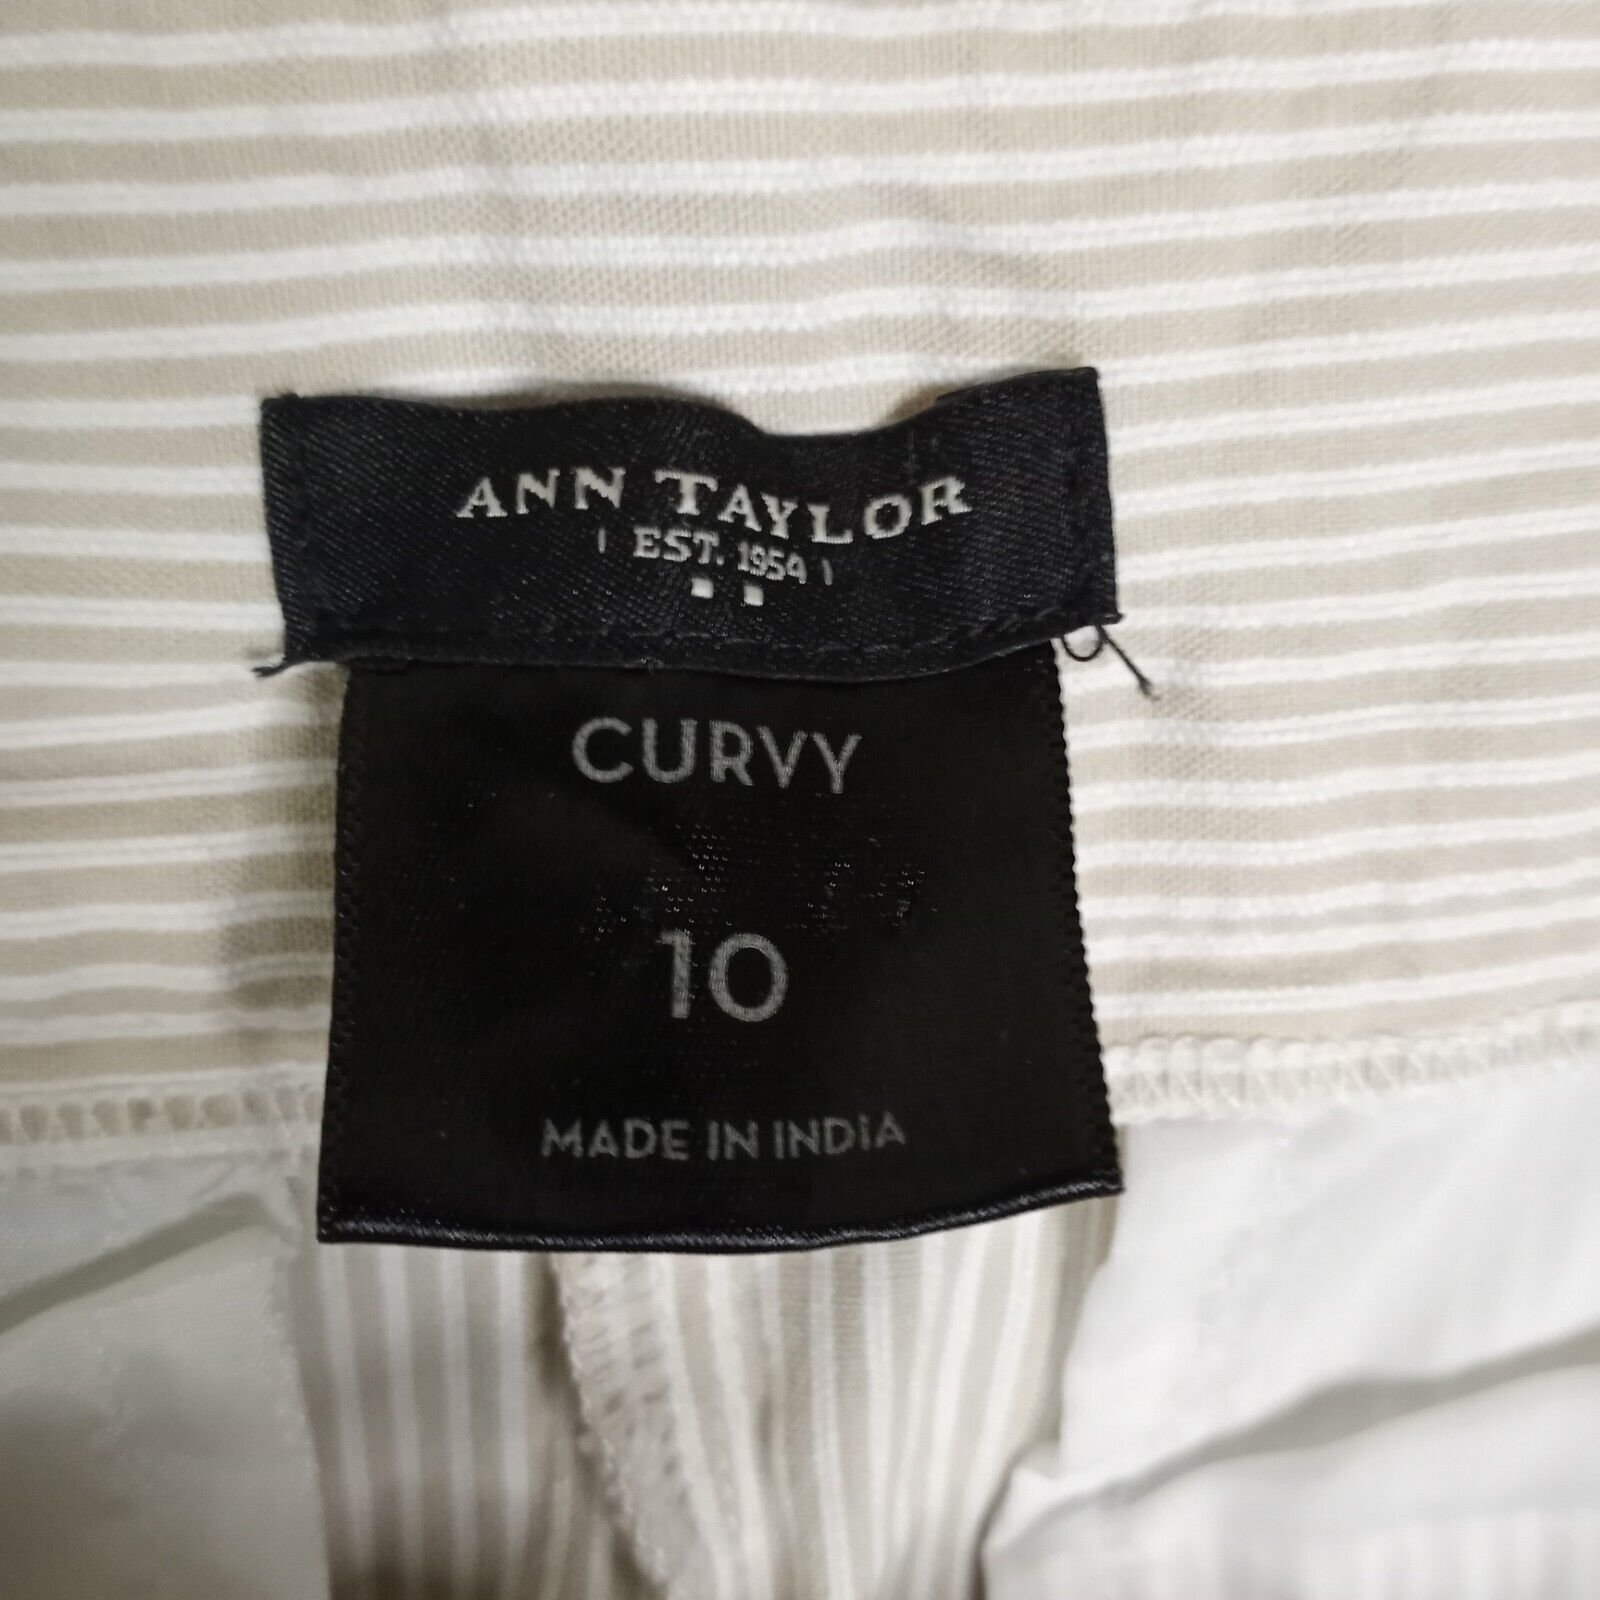 ANN TAYLOR
EST. 1954
CURVY
10
MADE IN INDIA